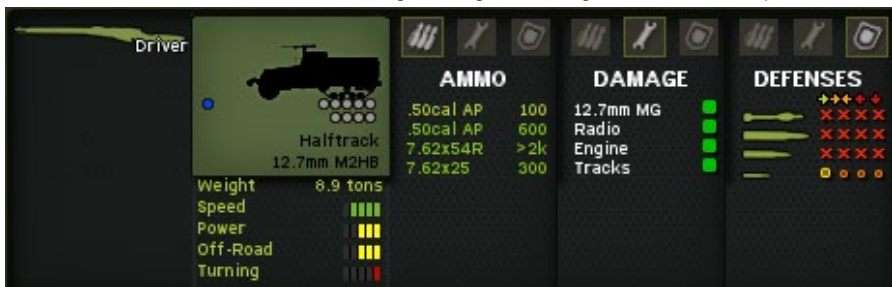 Driver
Halftrack
12.7mm M2HB
Weight 8.9 tons
Speed
Power
Off-Road
Turning
AMMO
.50cal AP 100
.50cal AP 600
7.62x54R >2k
7.62x25 300
DAMAGE
12.7mm MG
Radio
Engine
Tracks
DEFENSES